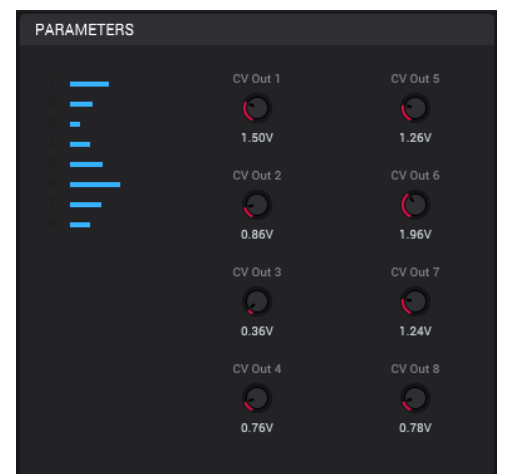 PARAMETERS
CV Out 1
CV Out 5
1.50V
1.26V
CV Out 2
CV Out 6
0.86V
1.96V
CV Out 3
CV Out 7
0.36V
1.24V
CV Out 4
CV Out 8
0.76V
0.78V